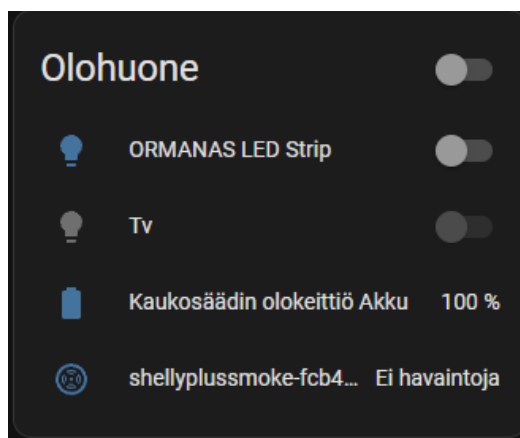 Olohuone
ORMANAS LED Strip
Tv
Kaukosäädin olokeittiö Akku 100 %
shellyplussmoke-fcb4... Ei havaintoja